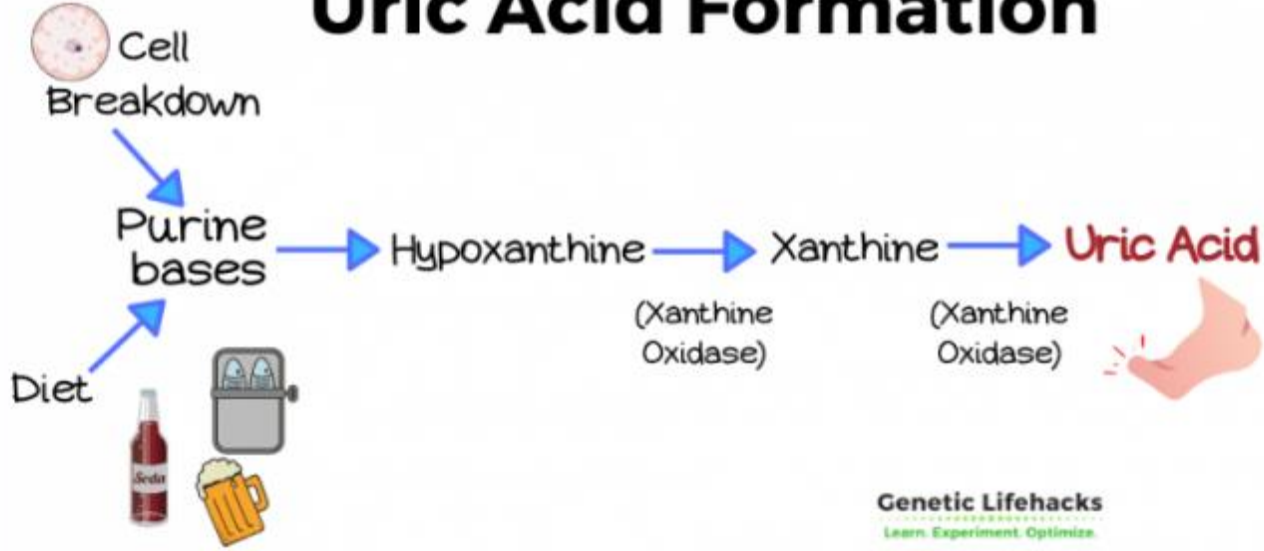 Uric Acid Formation
Cell
Breakdown
Purine
bases
Hypoxanthine
Xanthine
Uric Acid
(Xanthine
Oxidase)
(Xanthine
Oxidase)
Diet
Soda
Genetic Lifehacks
Learn. Experiment. Optimize.